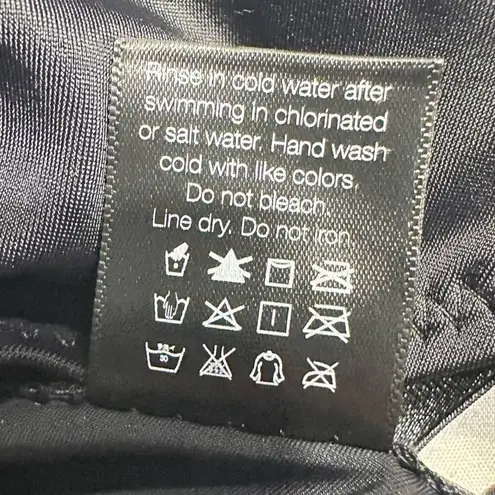 Rinse in cold water after
swimming in chlorinated
or salt water. Hand wash
cold with like colors.
Do not bleach.
Line dry. Do not iron.
30